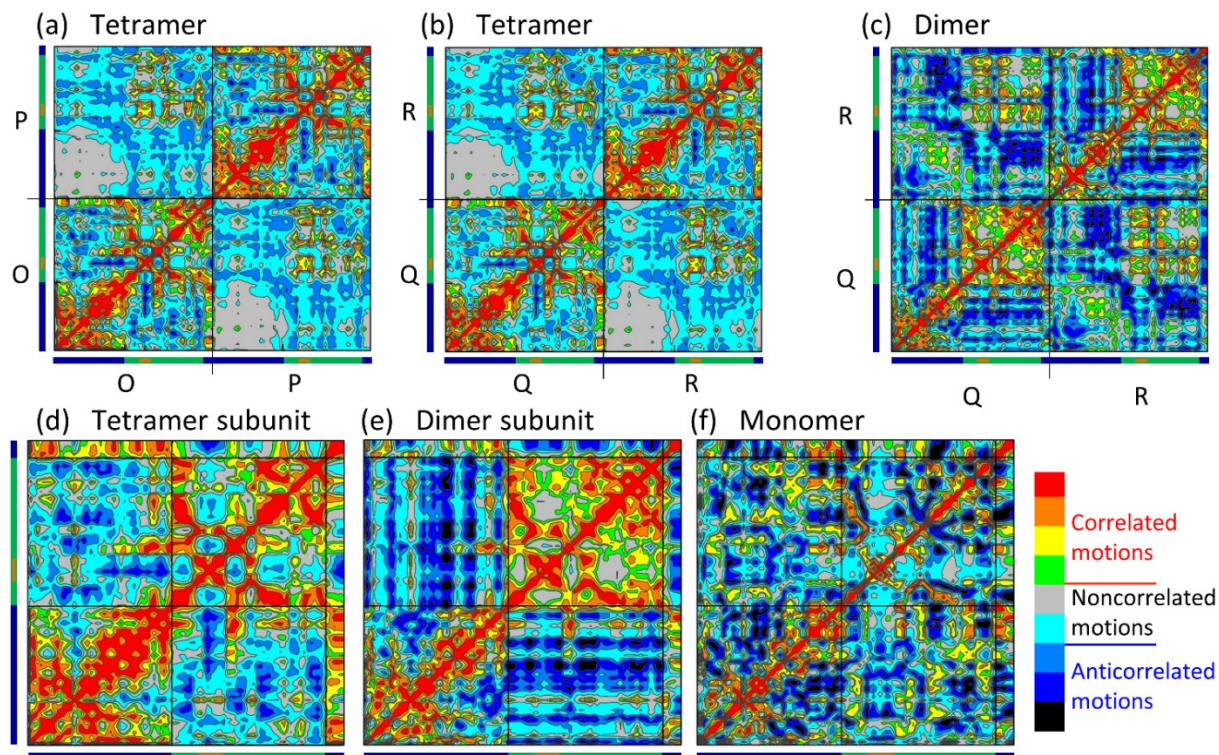 (a) Tetramer
(b) Tetramer
(c) Dimer
P
O
O P
R
Q
Q R
R
Q
Q R
(d) Tetramer subunit
(e) Dimer subunit
(f) Monomer
Correlated
motions
Noncorrelated
motions
Anticorrelated
motions